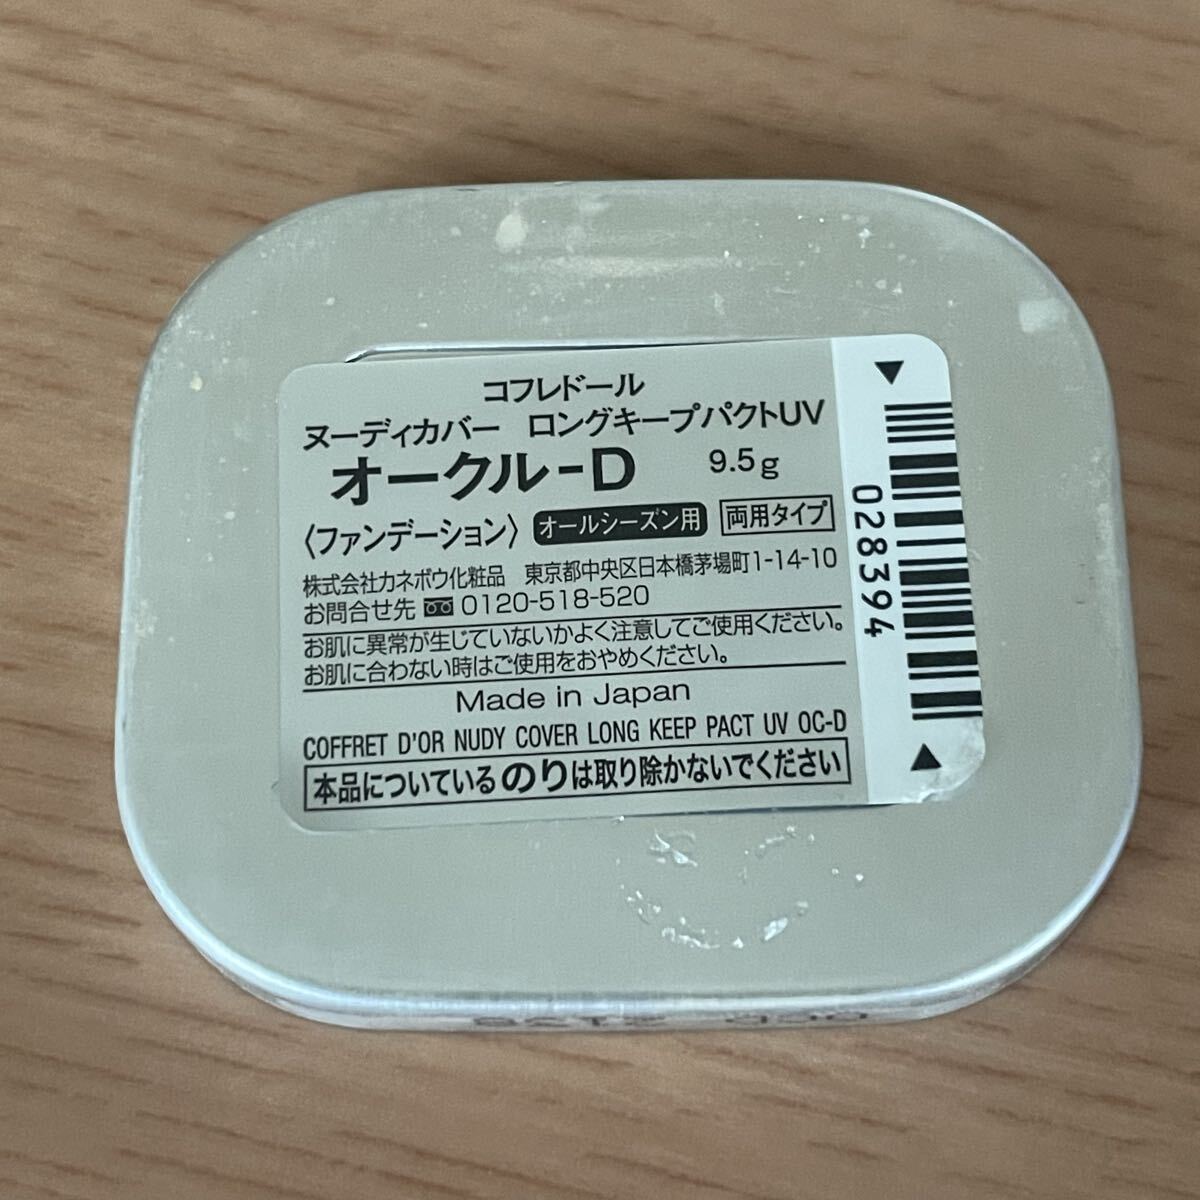 コフレドール
ヌーディカバー ロングキープパクトUV
オークル-D 9.5g
〈ファンデーション〉 オールシーズン用 両用タイプ
株式会社カネボウ化粧品 東京都中央区日本橋茅場町1-14-10
お問合せ先 0120-518-520
お肌に異常が生じていないかよく注意してご使用ください。
お肌に合わない時はご使用をおやめください。
Made in Japan
COFFRET D'OR NUDY COVER LONG KEEP PACT UV OC-D
本品についているのりは取り除かないでください
028394